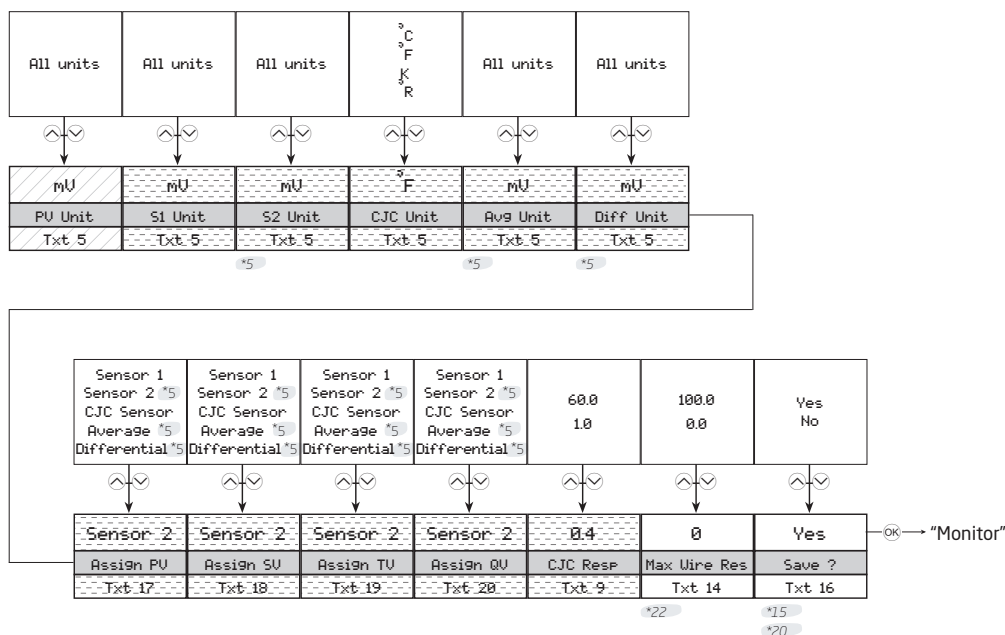 °C
°F
K
°R
All units All units All units All units All units
mV mV mV °F mV mV
PV Unit S1 Unit S2 Unit CJC Unit Avg Unit Diff Unit
Txt 5 Txt 5 Txt 5 Txt 5 Txt 5 Txt 5
*5 *5 *5
Sensor 1 Sensor 1 Sensor 1 Sensor 1
Sensor 2 *5 Sensor 2 *5 Sensor 2 *5 Sensor 2 *5
CJC Sensor CJC Sensor CJC Sensor CJC Sensor
Average *5 Average *5 Average *5 Average *5
Differential *5 Differential *5 Differential *5 Differential *5
60.0 100.0 Yes
1.0 0.0 No
Sensor 2 Sensor 2 Sensor 2 Sensor 2 0.4 0 Yes OK "Monitor"
Assign PV Assign SV Assign TV Assign QV CJC Resp Max Wire Res Save ?
Txt 17 Txt 18 Txt 19 Txt 20 Txt 9 Txt 14 Txt 16
*22 *15
*20